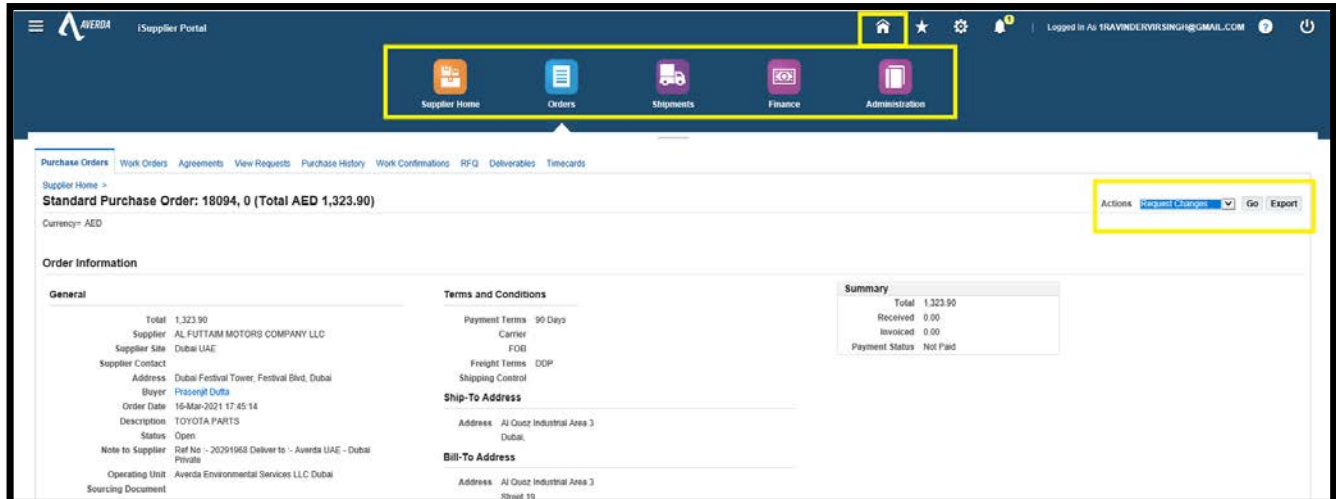 AVERDA iSupplier Portal
1
Logged In As 1RAVINDERVIRSINGH@GMAIL.COM ?
Supplier Home Orders Shipments Finance Administration
Purchase Orders Work Orders Agreements View Requests Purchase History Work Confirmations RFQ Deliverables Timecards
Supplier Home >
Standard Purchase Order: 18094, 0 (Total AED 1,323.90)
Actions Request Changes Go Export
Currency= AED
Order Information
General
Total 1,323.90
Supplier AL FUTTAIM MOTORS COMPANY LLC
Supplier Site Dubai UAE
Supplier Contact
Address Dubai Festival Tower, Festival Blvd, Dubai
Buyer Prasenjit Dutta
Order Date 16-Mar-2021 17:45:14
Description TOYOTA PARTS
Status Open
Note to Supplier Ref No :- 20291968 Deliver to :- Averda UAE - Dubai
Private
Operating Unit Averda Environmental Services LLC Dubai
Sourcing Document
Terms and Conditions
Payment Terms 90 Days
Carrier
FOB
Freight Terms DDP
Shipping Control
Ship-To Address
Address Al Quoz Industrial Area 3
Dubai,
Bill-To Address
Address Al Quoz Industrial Area 3
Street 19
Summary
Total 1,323.90
Received 0.00
Invoiced 0.00
Payment Status Not Paid